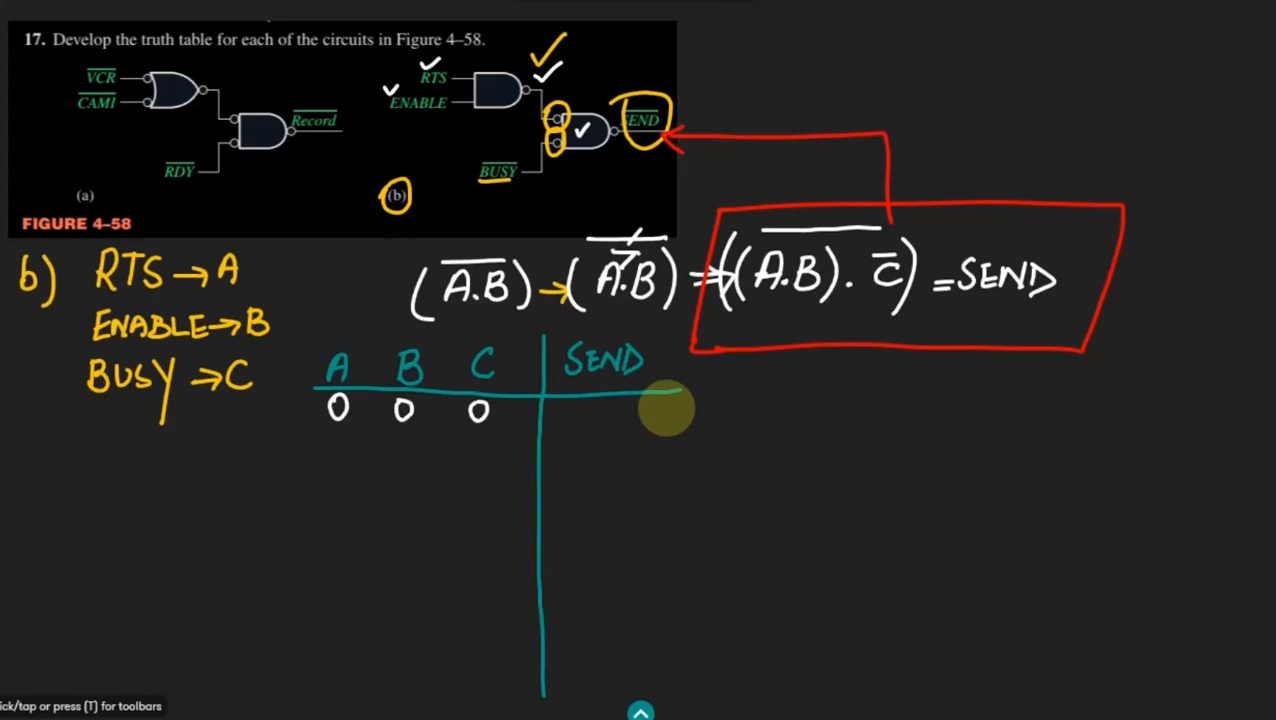 17. Develop the truth table for each of the circuits in Figure 4–58.
VCR
CAMI
Record
RDY
(a)
RTS
ENABLE
SEND
BUSY
(b)
FIGURE 4–58
b) RTS → A
ENABLE → B
BUSY → C
(A.B) → (A.B) ⇒ ((A.B). C̅) = SEND
A B C SEND
0 0 0
ick/tap or press (T) for toolbars